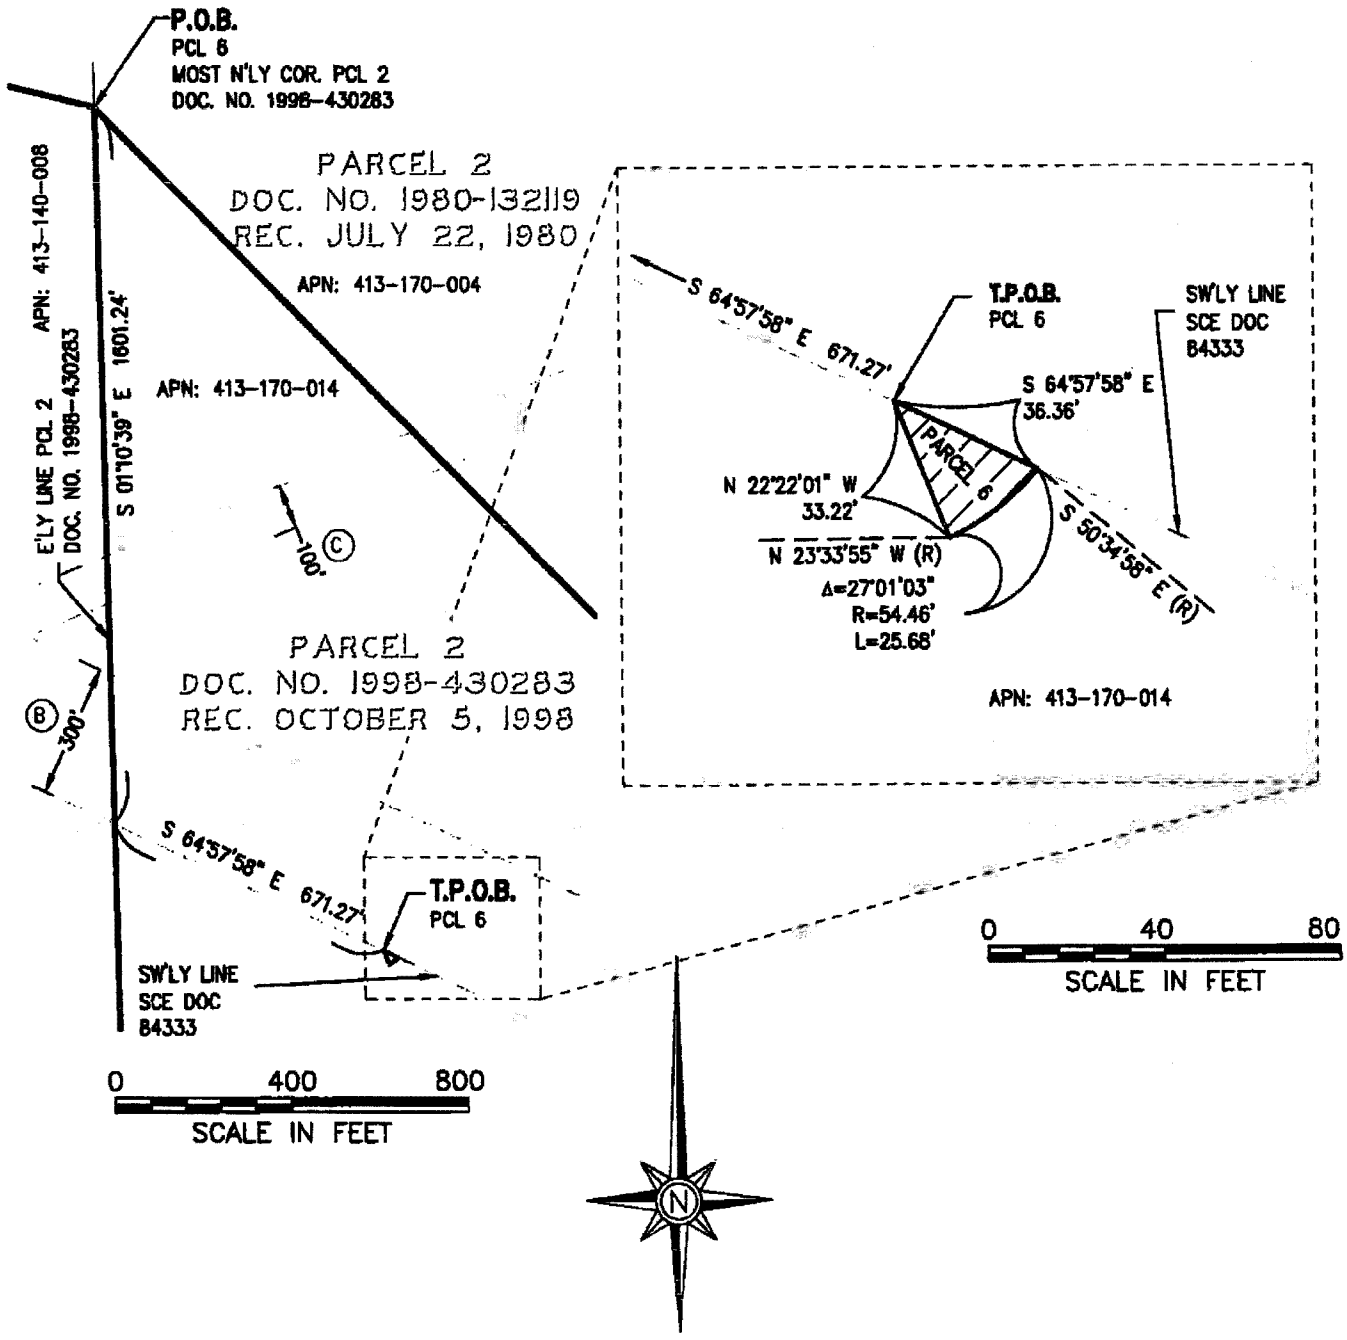 P.O.B.
PCL 6
MOST N'LY COR. PCL 2
DOC. NO. 1998-430283
PARCEL 2
DOC. NO. 1980-132119
REC. JULY 22, 1980
APN: 413-170-004
APN: 413-140-008
E'LY LINE PCL 2
DOC. NO. 1998-430283
S 01°10'39" E 1601.24'
APN: 413-170-014
100'
C
PARCEL 2
DOC. NO. 1998-430283
REC. OCTOBER 5, 1998
B
300'
S 64°57'58" E 671.27'
T.P.O.B.
PCL 6
SW'LY LINE
SCE DOC
84333
0 400 800
SCALE IN FEET
S 64°57'58" E 671.27'
T.P.O.B.
PCL 6
SW'LY LINE
SCE DOC
84333
S 64°57'58" E
36.36'
PARCEL 6
N 22°22'01" W
33.22'
N 23°33'55" W (R)
Δ=27°01'03"
R=54.46'
L=25.68'
S 50°34'58" E (R)
APN: 413-170-014
0 40 80
SCALE IN FEET
N